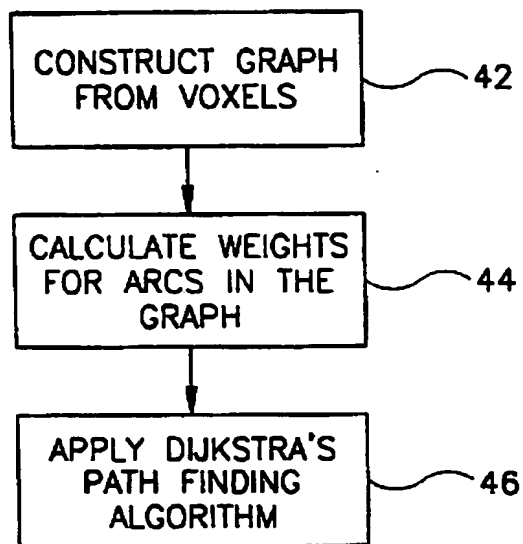 CONSTRUCT GRAPH
FROM VOXELS
42
CALCULATE WEIGHTS
FOR ARCS IN THE
GRAPH
44
APPLY DIJKSTRA'S
PATH FINDING
ALGORITHM
46